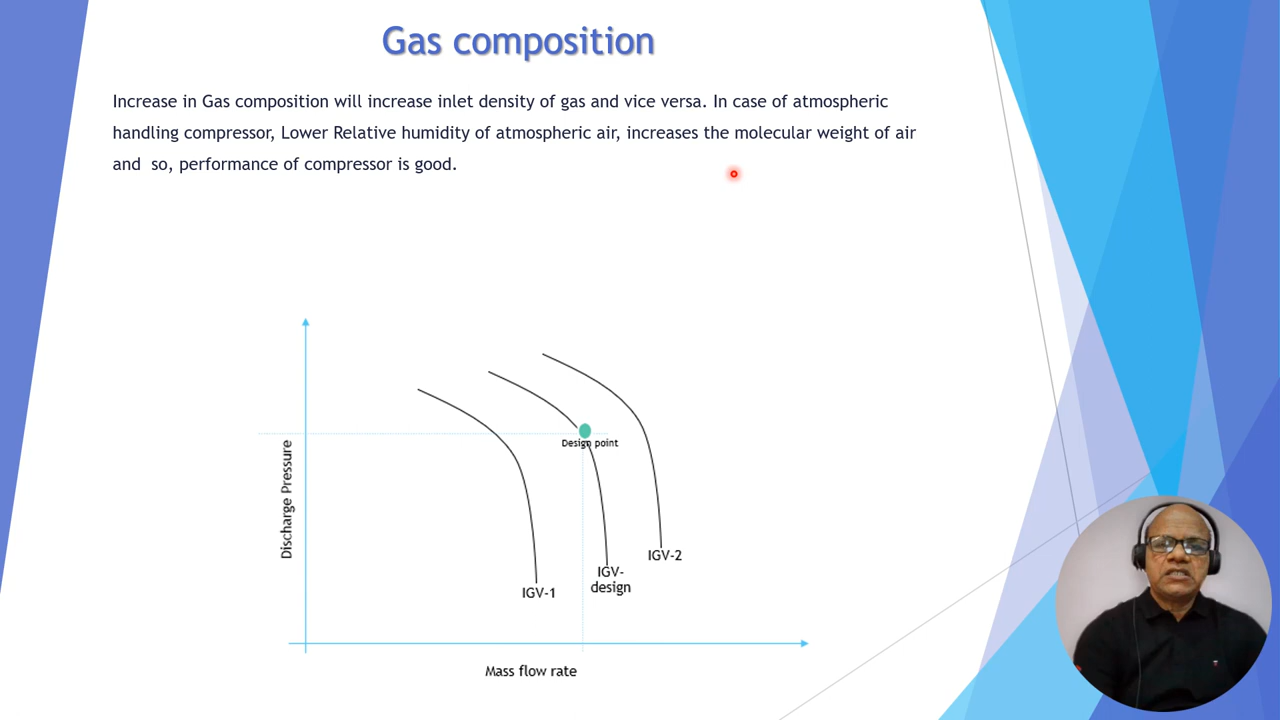 Gas composition
Increase in Gas composition will increase inlet density of gas and vice versa. In case of atmospheric
handling compressor, Lower Relative humidity of atmospheric air, increases the molecular weight of air
and so, performance of compressor is good.
Discharge Pressure
Design point
IGV-2
IGV-
design
IGV-1
Mass flow rate